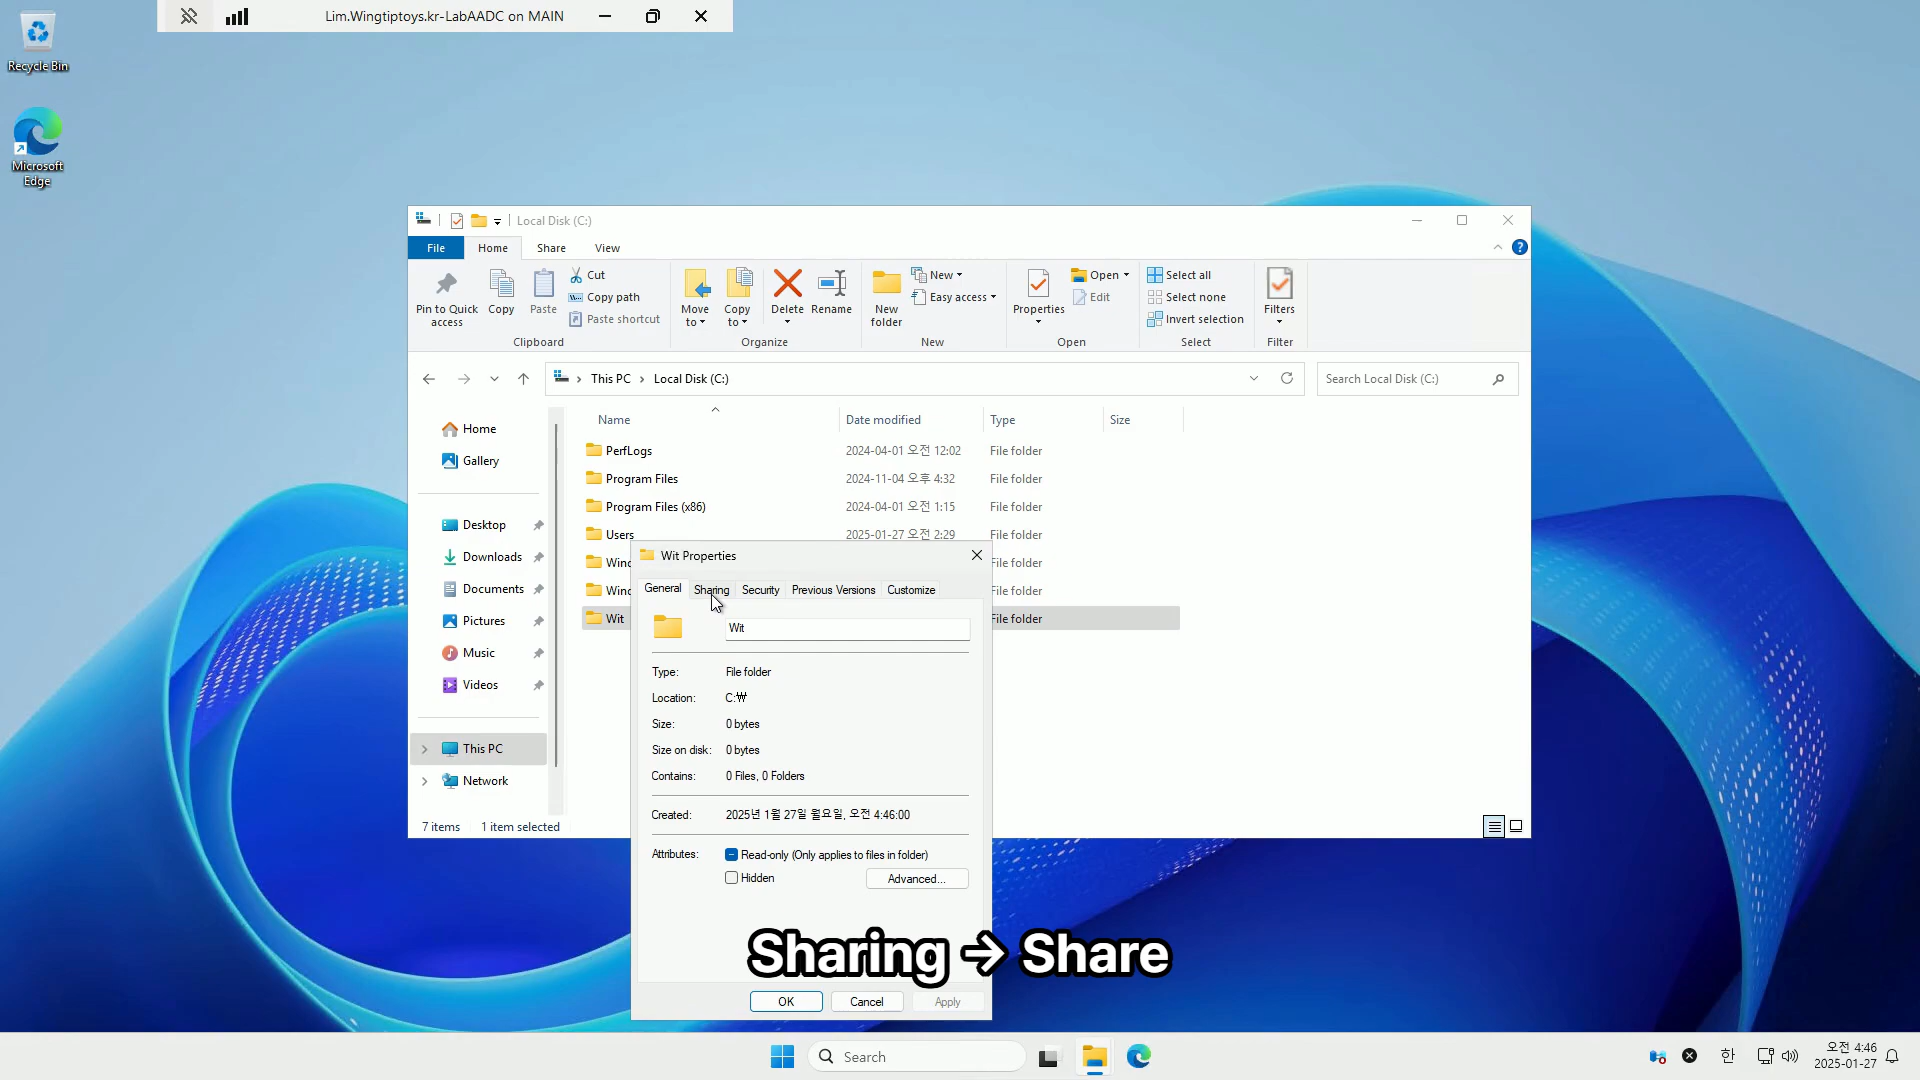 Lim.Wingtiptoys.kr-LabAADC on MAIN
Recycle Bin
Microsoft
Edge
Local Disk (C:)
File Home Share View
Pin to Quick
access
Copy
Paste
Cut
Copy path
Paste shortcut
Clipboard
Move
to
Copy
to
Delete
Rename
Organize
New
folder
New
Easy access
New
Properties
Open
Edit
Open
Select all
Select none
Invert selection
Select
Filters
Filter
This PC > Local Disk (C:)
Search Local Disk (C:)
Home
Gallery
Desktop
Downloads
Documents
Pictures
Music
Videos
This PC
Network
Name Date modified Type Size
PerfLogs 2024-04-01 오전 12:02 File folder
Program Files 2024-11-04 오후 4:32 File folder
Program Files (x86) 2024-04-01 오전 1:15 File folder
Users 2025-01-27 오전 2:29 File folder
File folder
File folder
Wit File folder
7 items 1 item selected
Wit Properties
General Sharing Security Previous Versions Customize
Wit
Type: File folder
Location: C:₩
Size: 0 bytes
Size on disk: 0 bytes
Contains: 0 Files, 0 Folders
Created: 2025년 1월 27일 월요일, 오전 4:46:00
Attributes: Read-only (Only applies to files in folder)
Hidden Advanced...
Sharing → Share
OK Cancel Apply
Search
한
오전 4:46
2025-01-27